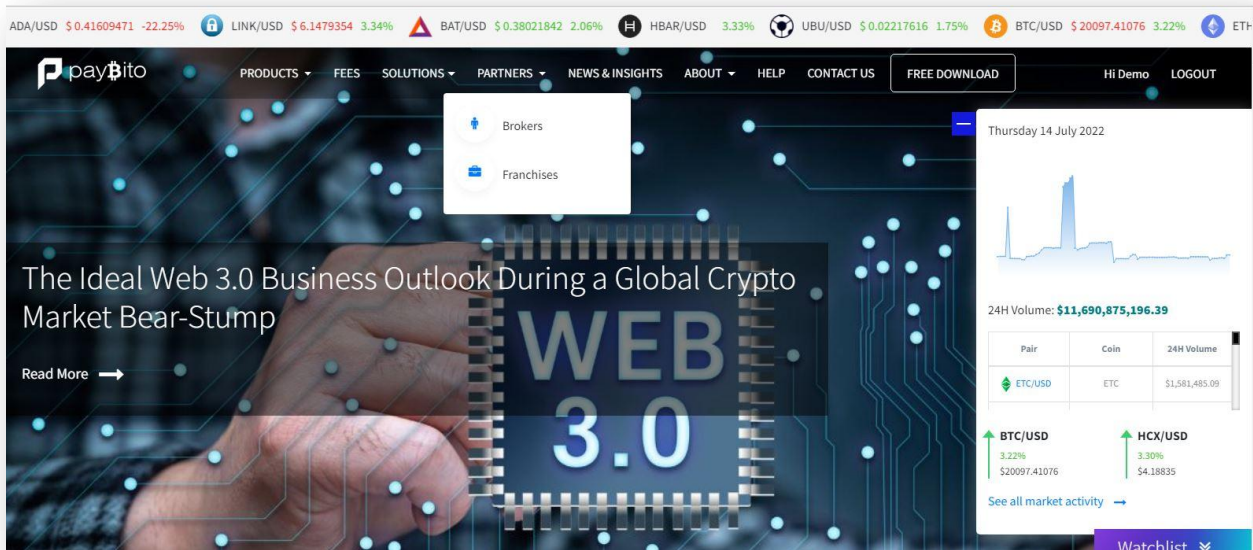 ADA/USD $ 0.41609471 -22.25% LINK/USD $ 6.1479354 3.34% BAT/USD $ 0.38021842 2.06% HBAR/USD 3.33% UBU/USD $ 0.02217616 1.75% BTC/USD $ 20097.41076 3.22% ETH
payBito PRODUCTS FEES SOLUTIONS PARTNERS NEWS & INSIGHTS ABOUT HELP CONTACT US FREE DOWNLOAD Hi Demo LOGOUT
Brokers
Franchises
The Ideal Web 3.0 Business Outlook During a Global Crypto
Market Bear-Stump
Read More
WEB
3.0
Thursday 14 July 2022
24H Volume: $11,690,875,196.39
Pair Coin 24H Volume
ETC/USD ETC $1,581,485.09
BTC/USD HCX/USD
3.22% 3.30%
$20097.41076 $4.18835
See all market activity
Watchlist